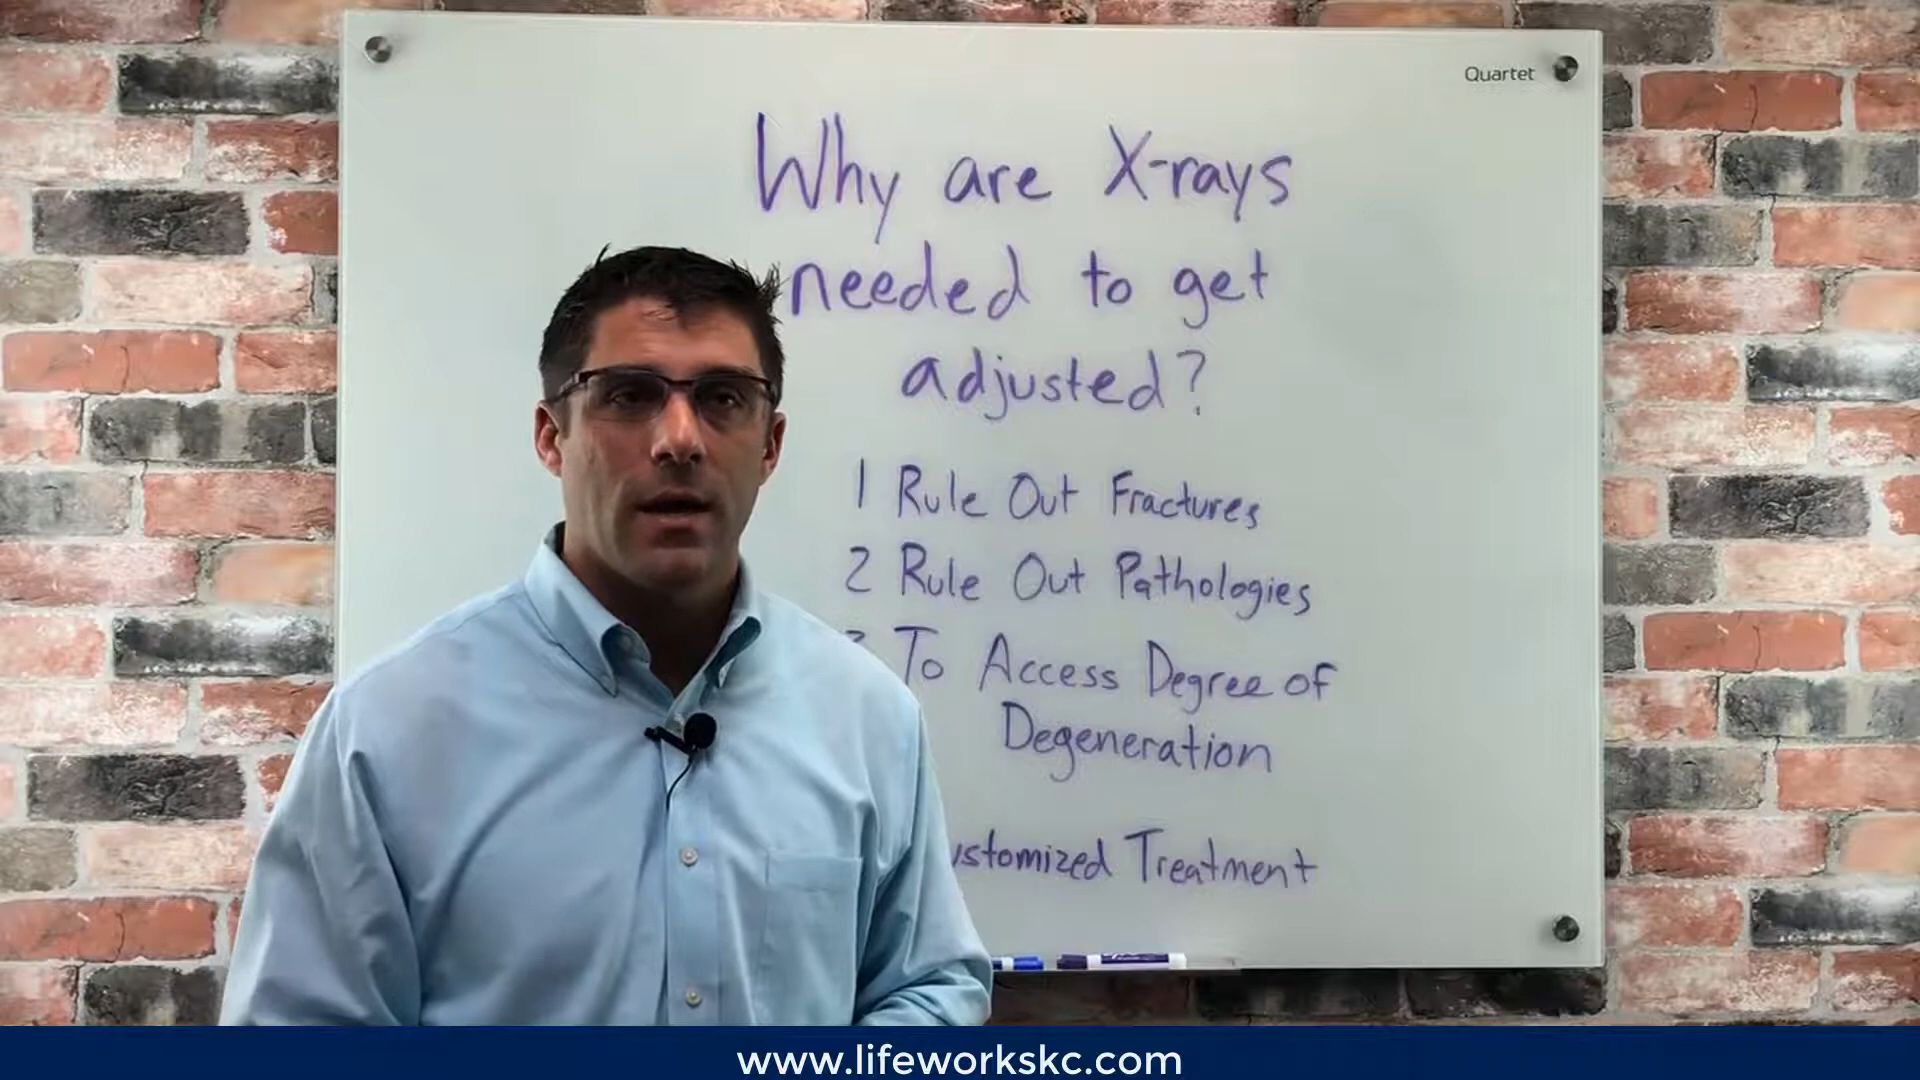 Quartet
Why are X-rays
needed to get
adjusted?
1 Rule Out Fractures
2 Rule Out Pathologies
To Access Degree of
Degeneration
Treatment
www.lifeworkskc.com